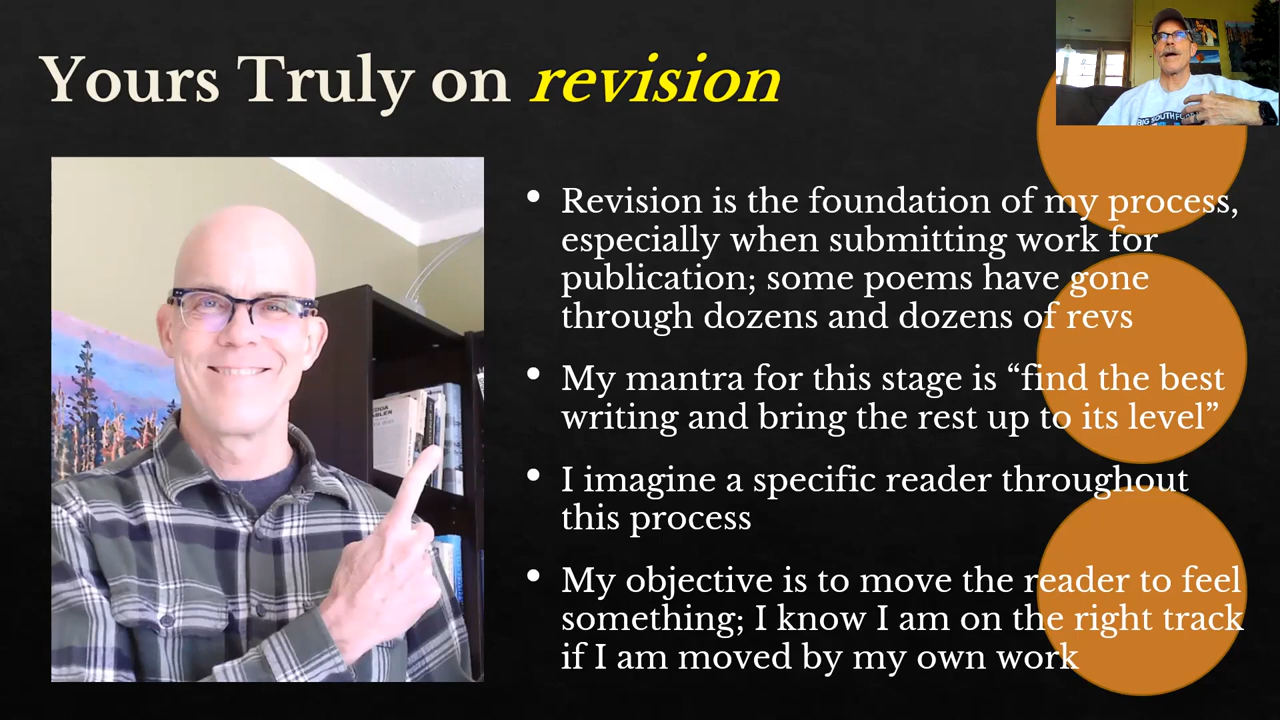 Yours Truly on revision
BIG SOUTH FORK
• Revision is the foundation of my process,
especially when submitting work for
publication; some poems have gone
through dozens and dozens of revs
• My mantra for this stage is “find the best
writing and bring the rest up to its level”
• I imagine a specific reader throughout
this process
• My objective is to move the reader to feel
something; I know I am on the right track
if I am moved by my own work